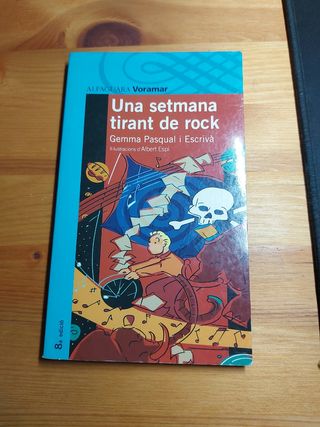 ALFAGUARA Voramar
Una setmana
tirant de rock
Gemma Pasqual i Escrivà
Il·lustracions d'Albert Espí
8a edició